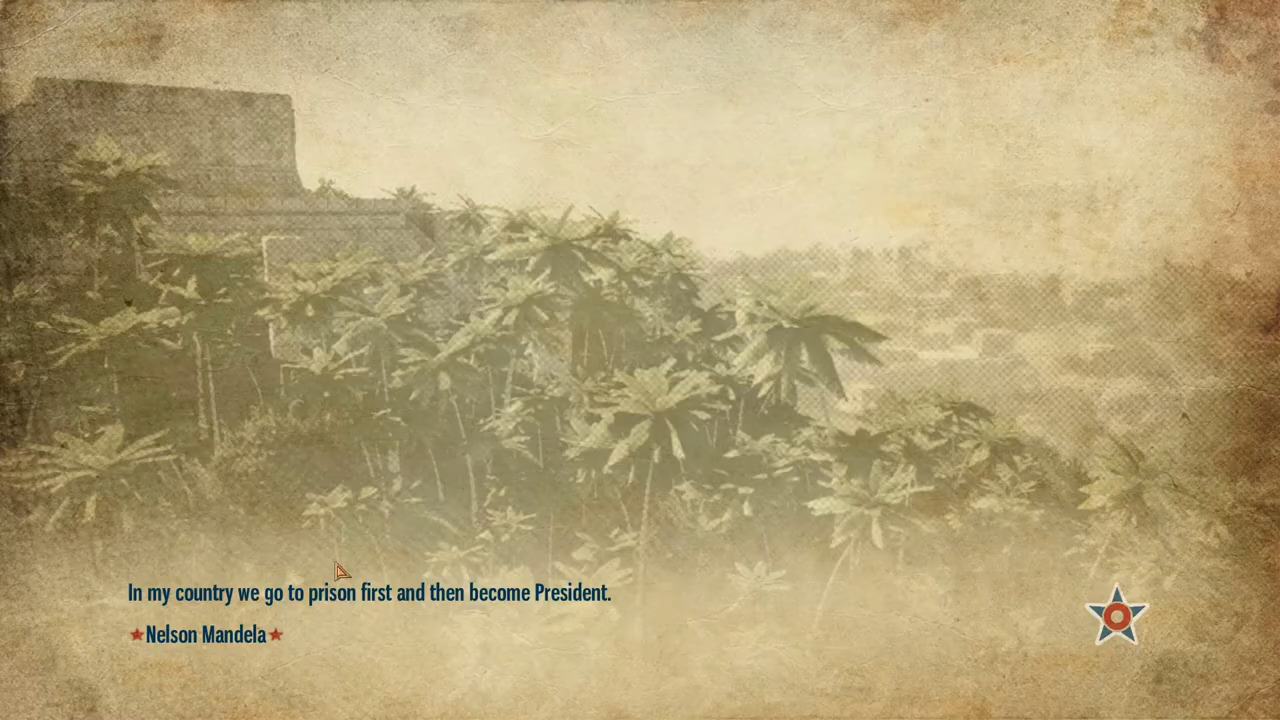 In my country we go to prison first and then become President.
Nelson Mandela